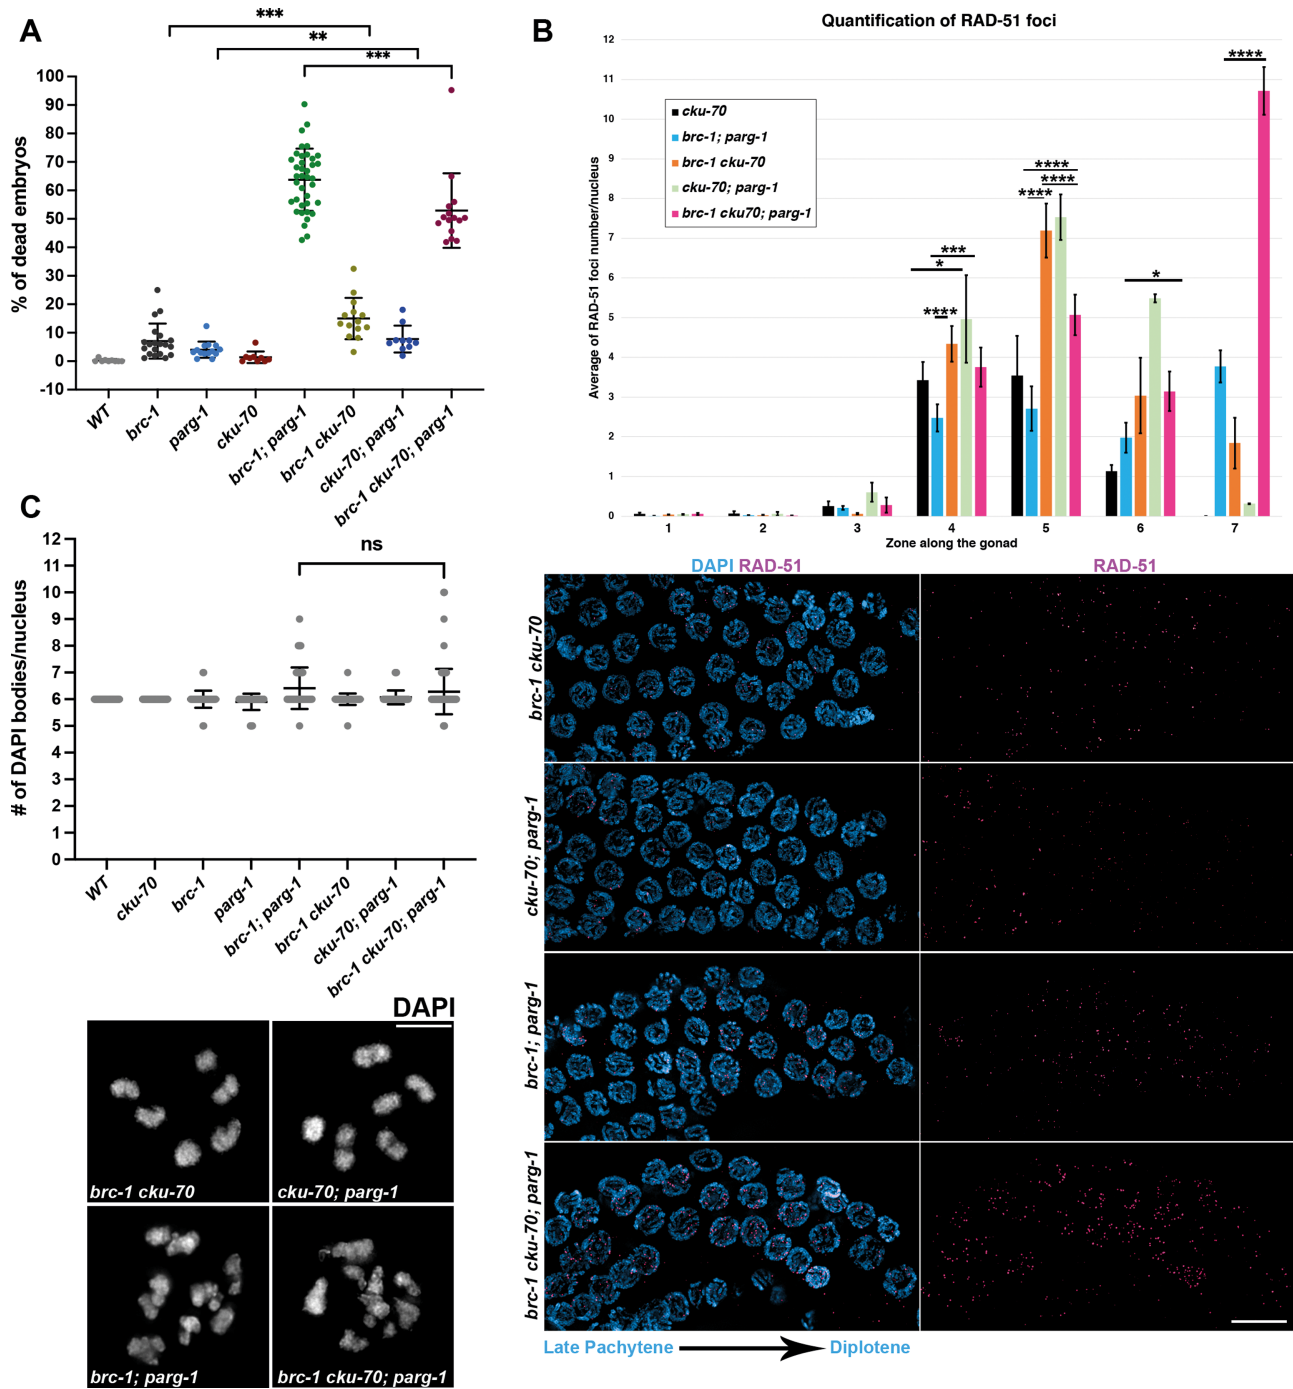 A
***
**
***
% of dead embryos
100
90
80
70
60
50
40
30
20
10
0
-10
WT
brc-1
parg-1
cku-70
brc-1; parg-1
brc-1 cku-70
cku-70; parg-1
brc-1 cku-70; parg-1
B
Quantification of RAD-51 foci
Average of RAD-51 foci number/nucleus
12
11
10
9
8
7
6
5
4
3
2
1
0
cku-70
brc-1; parg-1
brc-1 cku-70
cku-70; parg-1
brc-1 cku70; parg-1
****
*
***
****
****
****
*
****
1 2 3 4 5 6 7
Zone along the gonad
C
ns
# of DAPI bodies/nucleus
12
11
10
9
8
7
6
5
4
3
2
1
0
WT
cku-70
brc-1
parg-1
brc-1; parg-1
brc-1 cku-70
cku-70; parg-1
brc-1 cku-70; parg-1
DAPI
brc-1 cku-70
cku-70; parg-1
brc-1; parg-1
brc-1 cku-70; parg-1
DAPI RAD-51
RAD-51
brc-1 cku-70
cku-70; parg-1
brc-1; parg-1
brc-1 cku-70; parg-1
Late Pachytene
Diplotene